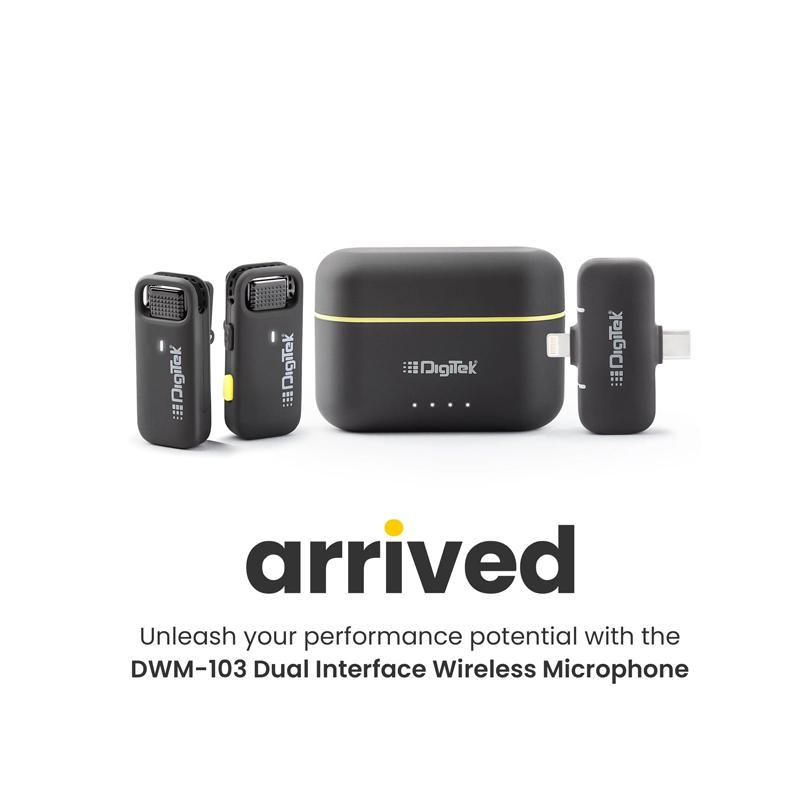 DigiTek
DigiTek
DigiTek
DigiTek
arrived
Unleash your performance potential with the
DWM-103 Dual Interface Wireless Microphone